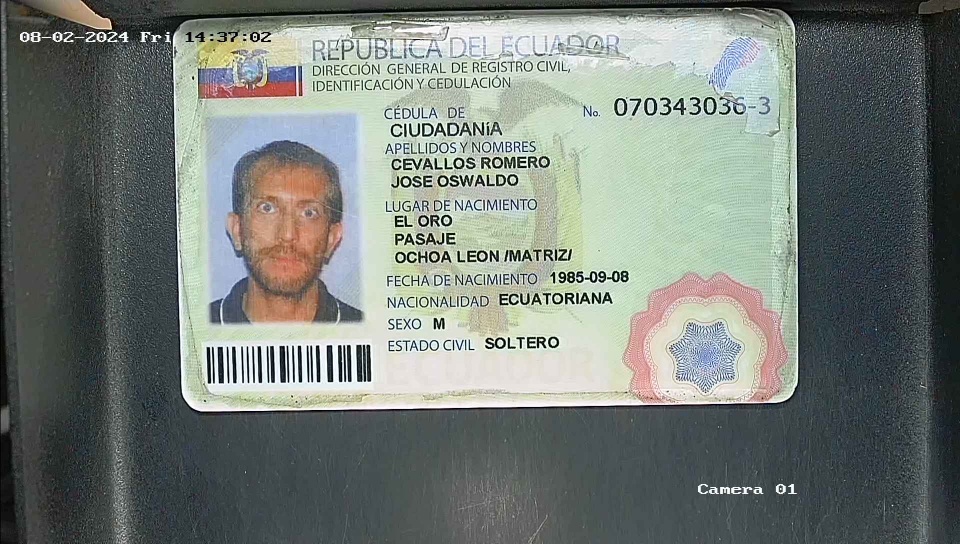 08-02-2024 Fri 14:37:02
REPÚBLICA DEL ECUADOR
DIRECCIÓN GENERAL DE REGISTRO CIVIL,
IDENTIFICACIÓN Y CEDULACIÓN
CÉDULA DE No. 070343036-3
CIUDADANíA
APELLIDOS Y NOMBRES
CEVALLOS ROMERO
JOSE OSWALDO
LUGAR DE NACIMIENTO
EL ORO
PASAJE
OCHOA LEON /MATRIZ/
FECHA DE NACIMIENTO 1985-09-08
NACIONALIDAD ECUATORIANA
SEXO M
ESTADO CIVIL SOLTERO
ECUADOR
Camera 01